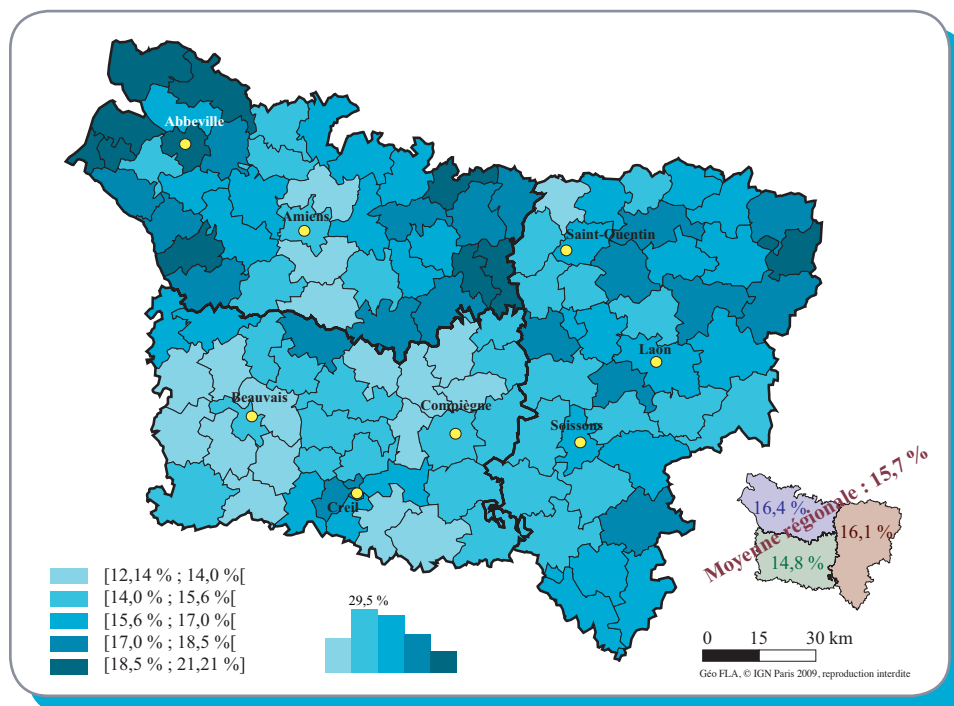 Abbeville
Amiens
Saint-Quentin
Laon
Beauvais
Compiègne
Soissons
Creil
Moyenne régionale : 15,7 %
16,4 %
16,1 %
14,8 %
[12,14 % ; 14,0 %[
[14,0 % ; 15,6 %[
[15,6 % ; 17,0 %[
[17,0 % ; 18,5 %[
[18,5 % ; 21,21 %]
29,5 %
0 15 30 km
Géo FLA, © IGN Paris 2009, reproduction interdite